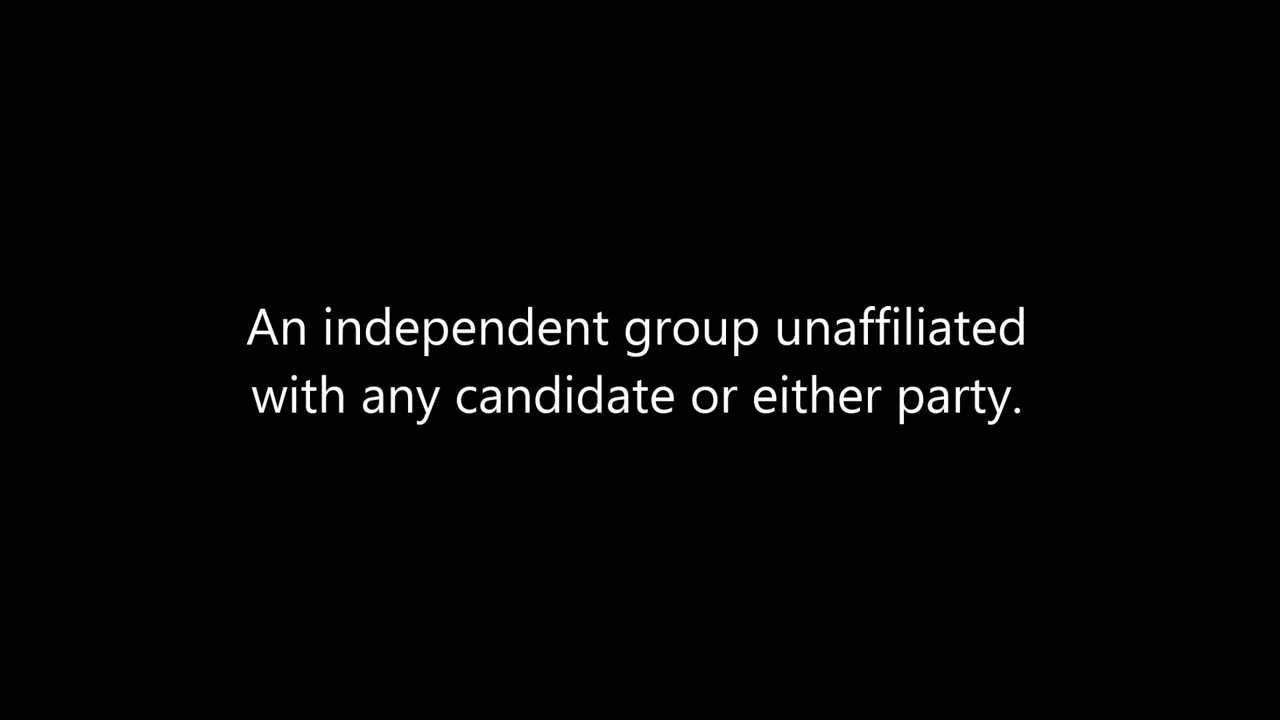 An independent group unaffiliated
with any candidate or either party.